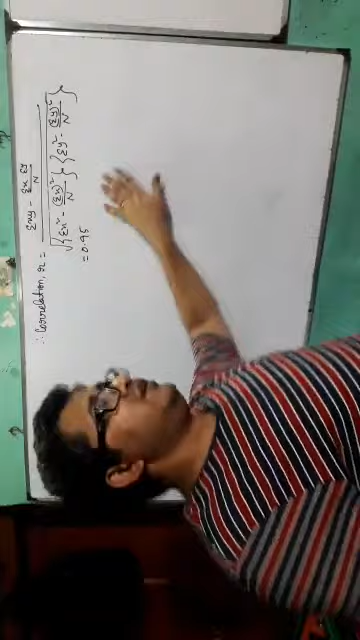 ∴ Correlation, r = Σxy - Σx Σy/N / √{Σx² - (Σx)²/N} {Σy² - (Σy)²/N}
= 0.95